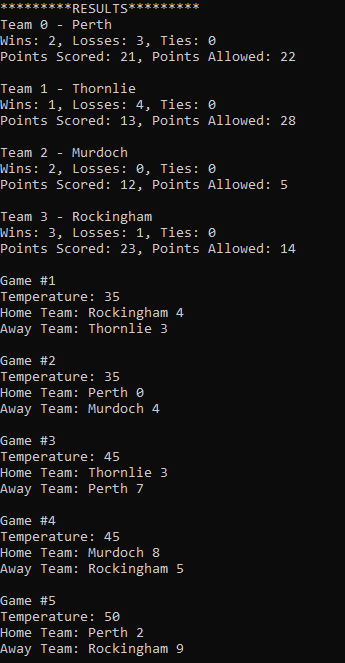 *********RESULTS*********
Team 0 - Perth
Wins: 2, Losses: 3, Ties: 0
Points Scored: 21, Points Allowed: 22
Team 1 - Thornlie
Wins: 1, Losses: 4, Ties: 0
Points Scored: 13, Points Allowed: 28
Team 2 - Murdoch
Wins: 2, Losses: 0, Ties: 0
Points Scored: 12, Points Allowed: 5
Team 3 - Rockingham
Wins: 3, Losses: 1, Ties: 0
Points Scored: 23, Points Allowed: 14
Game #1
Temperature: 35
Home Team: Rockingham 4
Away Team: Thornlie 3
Game #2
Temperature: 35
Home Team: Perth 0
Away Team: Murdoch 4
Game #3
Temperature: 45
Home Team: Thornlie 3
Away Team: Perth 7
Game #4
Temperature: 45
Home Team: Murdoch 8
Away Team: Rockingham 5
Game #5
Temperature: 50
Home Team: Perth 2
Away Team: Rockingham 9